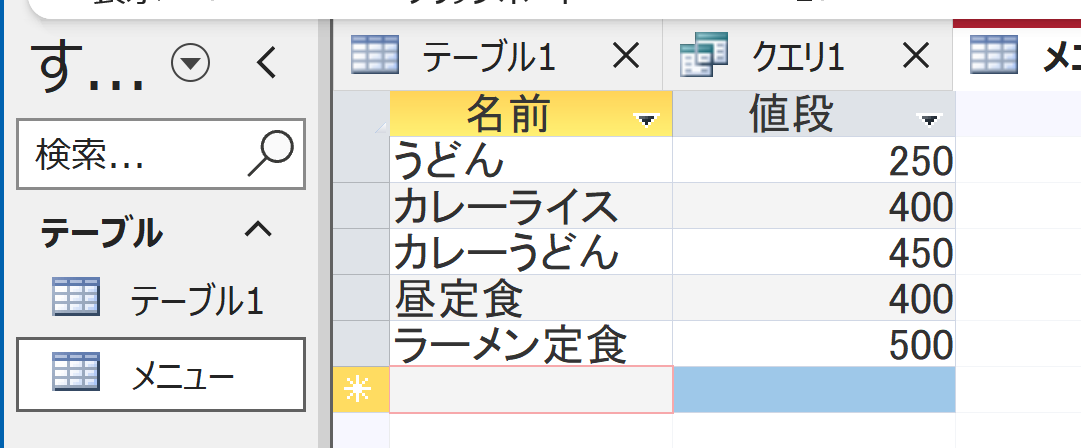 す...
テーブル1
クエリ1
検索...
テーブル
テーブル1
メニュー
名前 値段
うどん 250
カレーライス 400
カレーうどん 450
昼定食 400
ラーメン定食 500